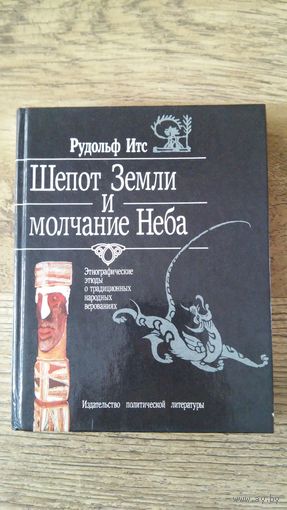 Рудольф Итс
Шепот Земли
и
молчание Неба
Этнографические
этюды
о традиционных
народных
верованиях
Издательство политической литературы